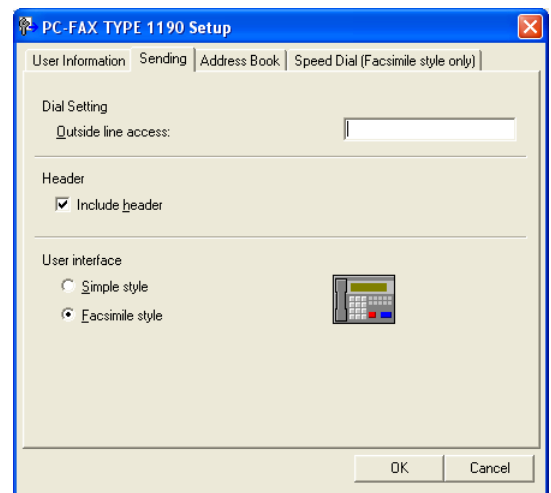 PC-FAX TYPE 1190 Setup
User Information Sending Address Book Speed Dial (Facsimile style only)
Dial Setting
Outside line access:
Header
Include header
User interface
Simple style
Facsimile style
OK Cancel